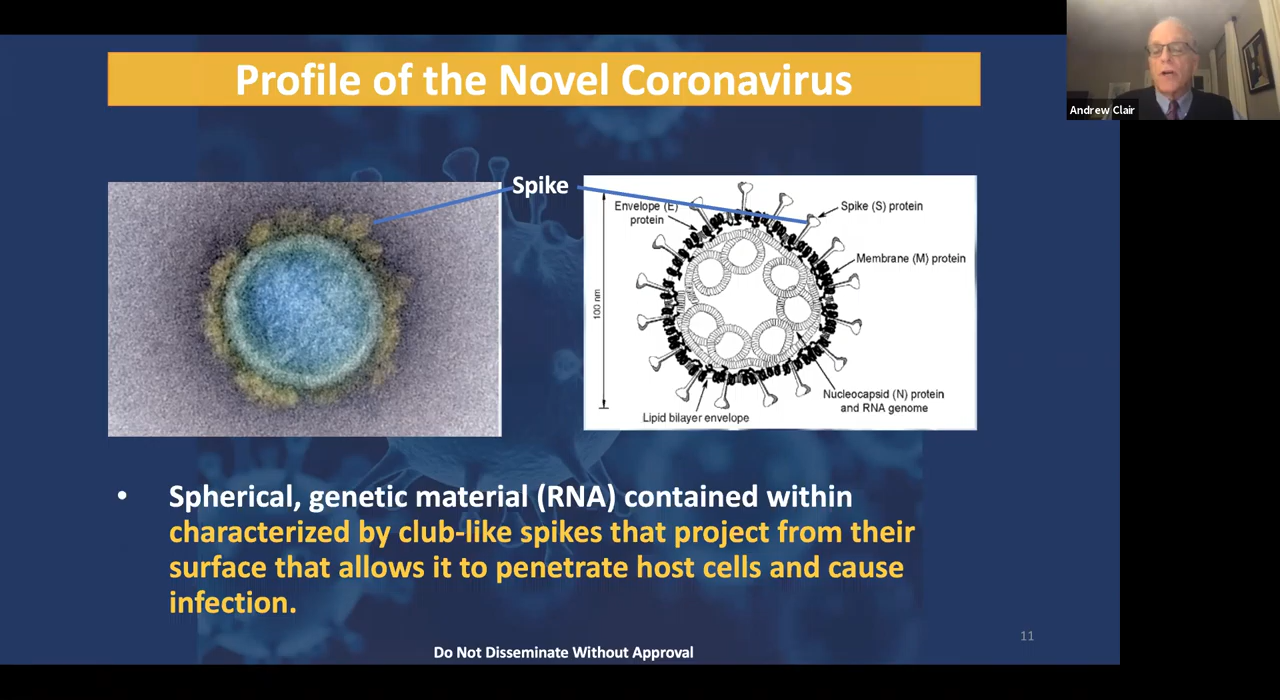 Profile of the Novel Coronavirus
Andrew Clair
Spike
Envelope (E)
protein
Spike (S) protein
Membrane (M) protein
100 nm
Nucleocapsid (N) protein
and RNA genome
Lipid bilayer envelope
• Spherical, genetic material (RNA) contained within
characterized by club-like spikes that project from their
surface that allows it to penetrate host cells and cause
infection.
11
Do Not Disseminate Without Approval